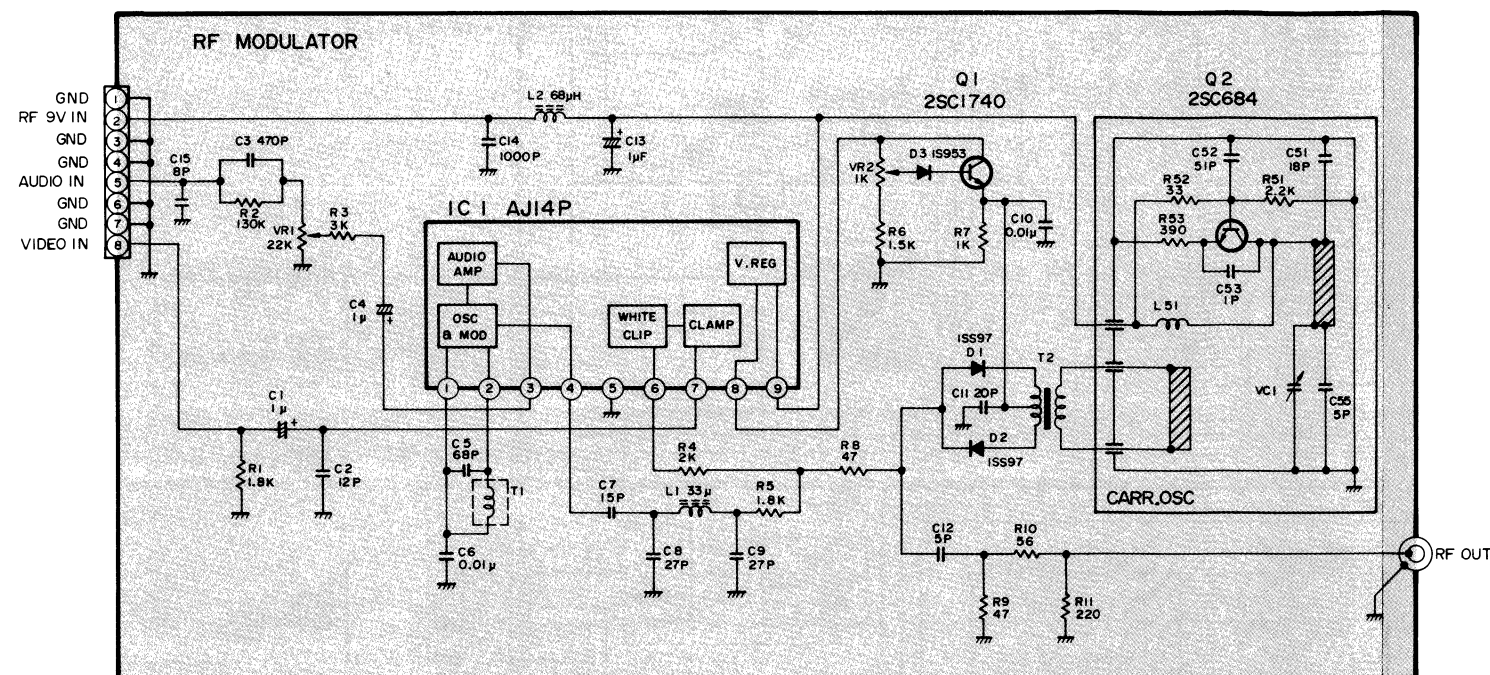 RF MODULATOR
GND 1
RF 9V IN 2
GND 3
GND 4
AUDIO IN 5
GND 6
GND 7
VIDEO IN 8
C15
8P
C3 470P
R2
130K
VR1
22K
R3
3K
C4
1μ
+
L2 68μH
C14
1000P
+
C13
1μF
IC1 AJ14P
AUDIO
AMP
OSC
& MOD
WHITE
CLIP
CLAMP
V.REG
1 2 3 4 5 6 7 8 9
Q1
2SC1740
VR2
1K
D3 1S953
R6
1.5K
R7
1K
C10
0.01μ
Q2
2SC684
C52
51P
C51
18P
R52
33
R51
2.2K
R53
390
C53
1P
L51
VC1
C55
5P
CARR.OSC
1SS97
D1
C11 20P
D2
1SS97
T2
C1
1μ
+
R1
1.8K
C2
12P
C5
68P
T1
C6
0.01μ
R4
2K
C7
15P
L1 33μ
R5
1.8K
C8
27P
C9
27P
R8
47
C12
5P
R10
56
R9
47
R11
220
RF OUT